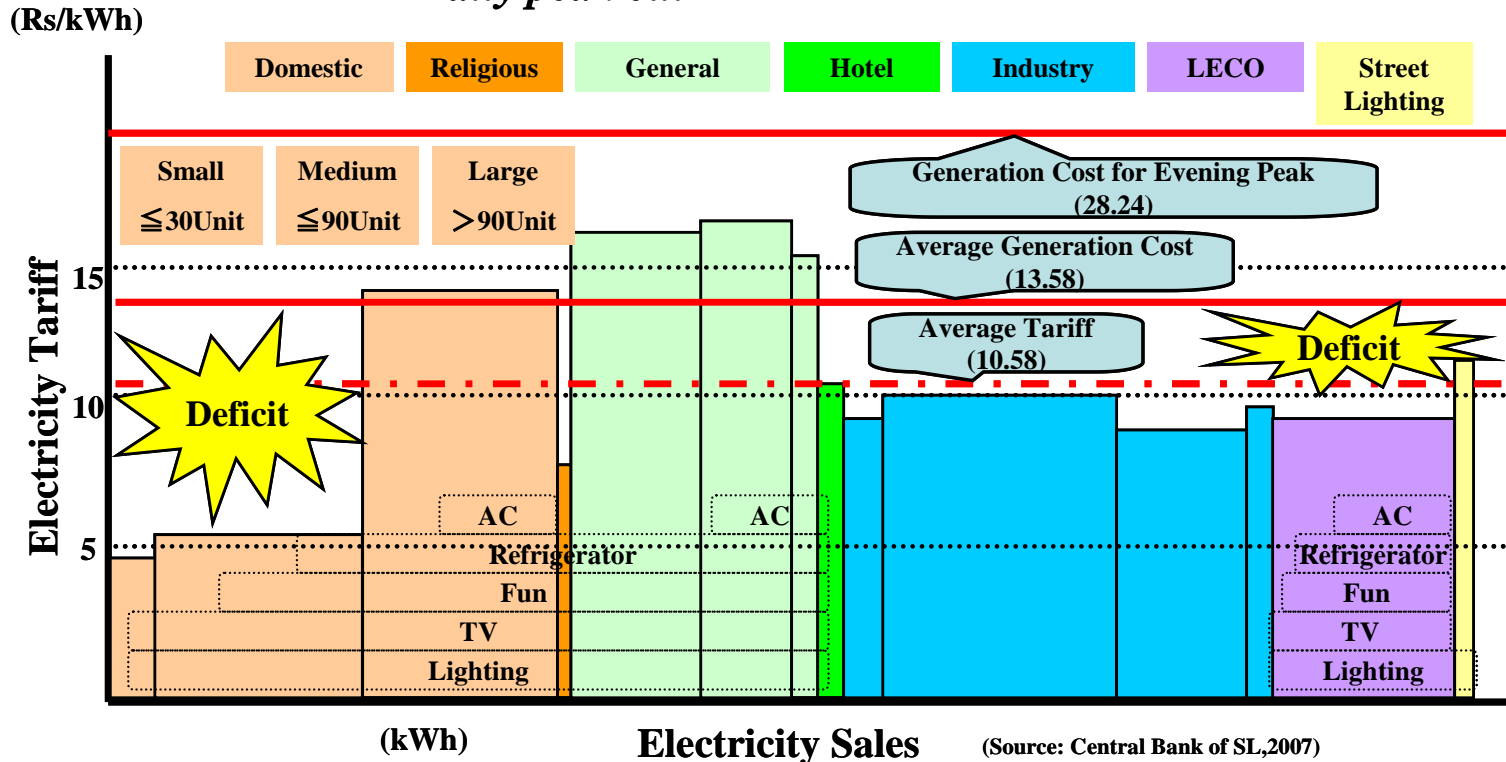 (Rs/kWh)
Domestic
Religious
General
Hotel
Industry
LECO
Street
Lighting
Small
≦30Unit
Medium
≦90Unit
Large
＞90Unit
Generation Cost for Evening Peak
(28.24)
Average Generation Cost
(13.58)
Average Tariff
(10.58)
Electricity Tariff
15
10
5
Deficit
Deficit
AC
AC
AC
Refrigerator
Refrigerator
Fun
Fun
TV
TV
Lighting
Lighting
(kWh)
Electricity Sales
(Source: Central Bank of SL,2007)